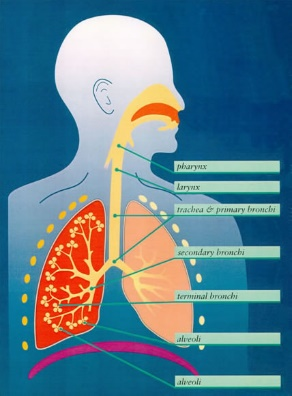 pharynx
larynx
trachea & primary bronchi
secondary bronchi
terminal bronchi
alveoli
alveoli